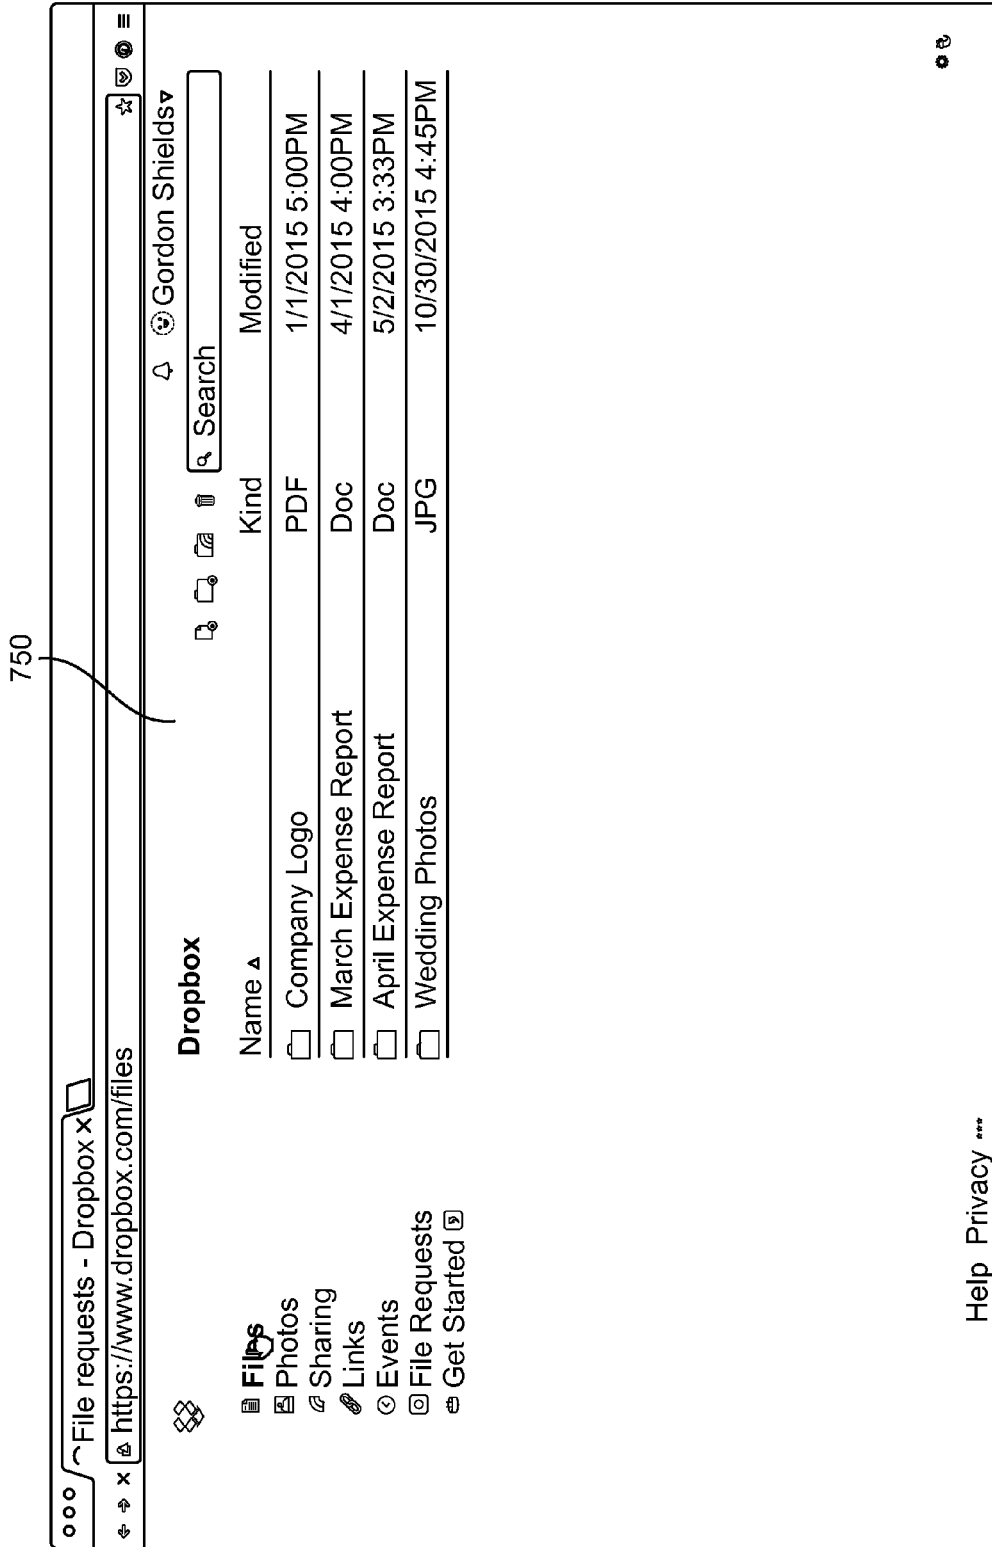 750
File requests - Dropbox
https://www.dropbox.com/files
Gordon Shields
Dropbox
Search
Files
Photos
Sharing
Links
Events
File Requests
Get Started
Name Kind Modified
Company Logo PDF 1/1/2015 5:00PM
March Expense Report Doc 4/1/2015 4:00PM
April Expense Report Doc 5/2/2015 3:33PM
Wedding Photos JPG 10/30/2015 4:45PM
Help Privacy